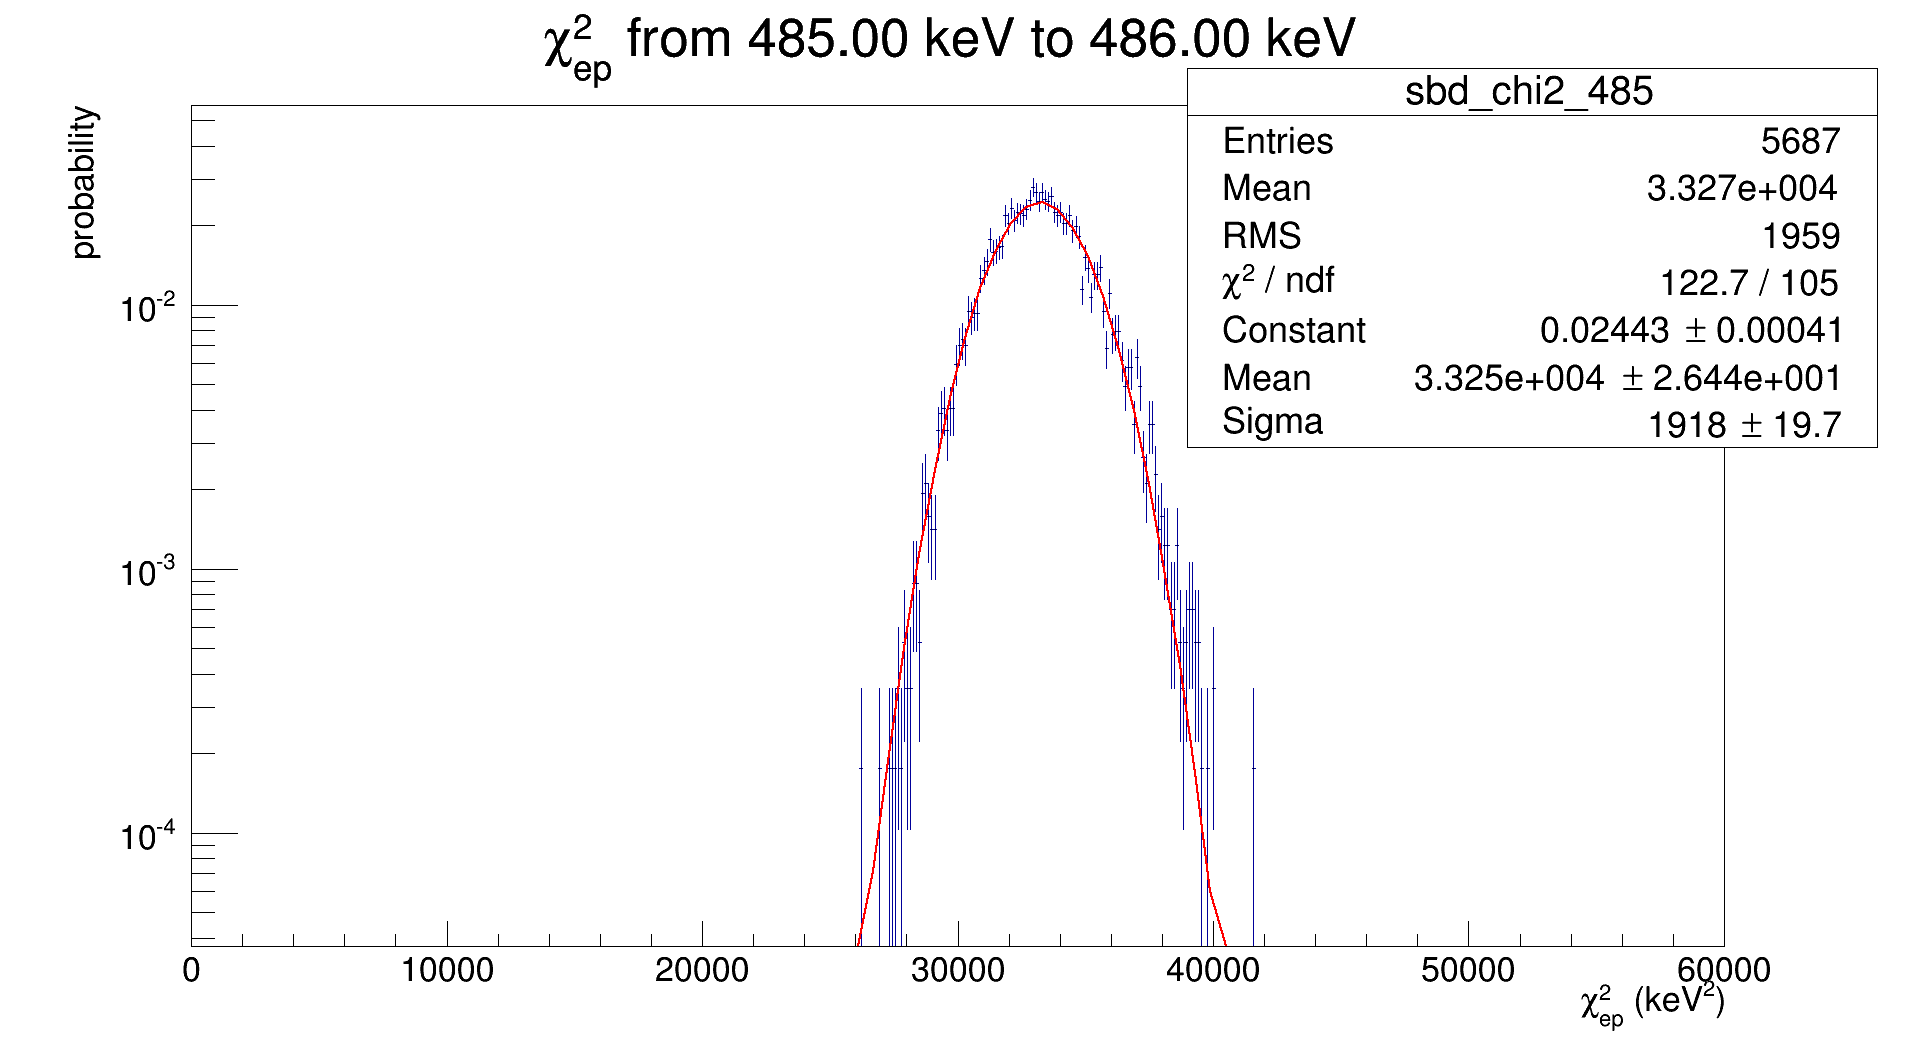 χ²ep from 485.00 keV to 486.00 keV
probability
sbd_chi2_485
Entries 5687
Mean 3.327e+004
RMS 1959
χ² / ndf 122.7 / 105
Constant 0.02443 ± 0.00041
Mean 3.325e+004 ± 2.644e+001
Sigma 1918 ± 19.7
10⁻²
10⁻³
10⁻⁴
0 10000 20000 30000 40000 50000 60000
χ²ep (keV²)